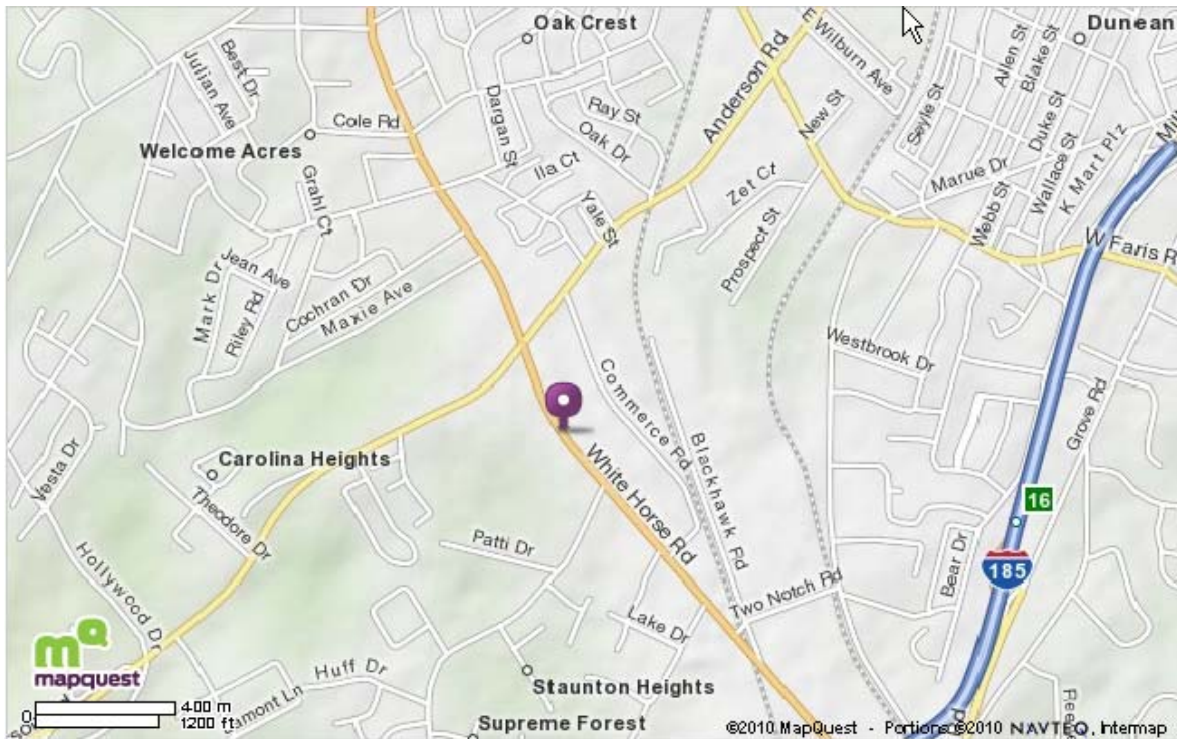 Oak Crest
Dunean
Best Dr
Julian Ave
Cole Rd
Welcome Acres
Dargan St
Ray St
Oak Dr
Ila Ct
Yale St
Anderson Rd
Wilburn Ave
New St
Zet Ct
Prospect St
Seyle St
Allen St
Blake St
Duke St
Wallace St
K Mart Plz
Marue Dr
Webb St
W Faris R
Grahl Ct
Jean Ave
Mark Dr
Riley Rd
Cochran Dr
Maxie Ave
Westbrook Dr
Grove Rd
Commerce Rd
Blackhawk Rd
White Horse Rd
Carolina Heights
Vesta Dr
Theodore Dr
Hollywood Dr
Patti Dr
Lake Dr
Two Notch Rd
Bear Dr
16
185
Huff Dr
Staunton Heights
Supreme Forest
mq
mapquest
0
400 m
1200 ft
©2010 MapQuest - Portions ©2010 NAVTEQ, Intermap